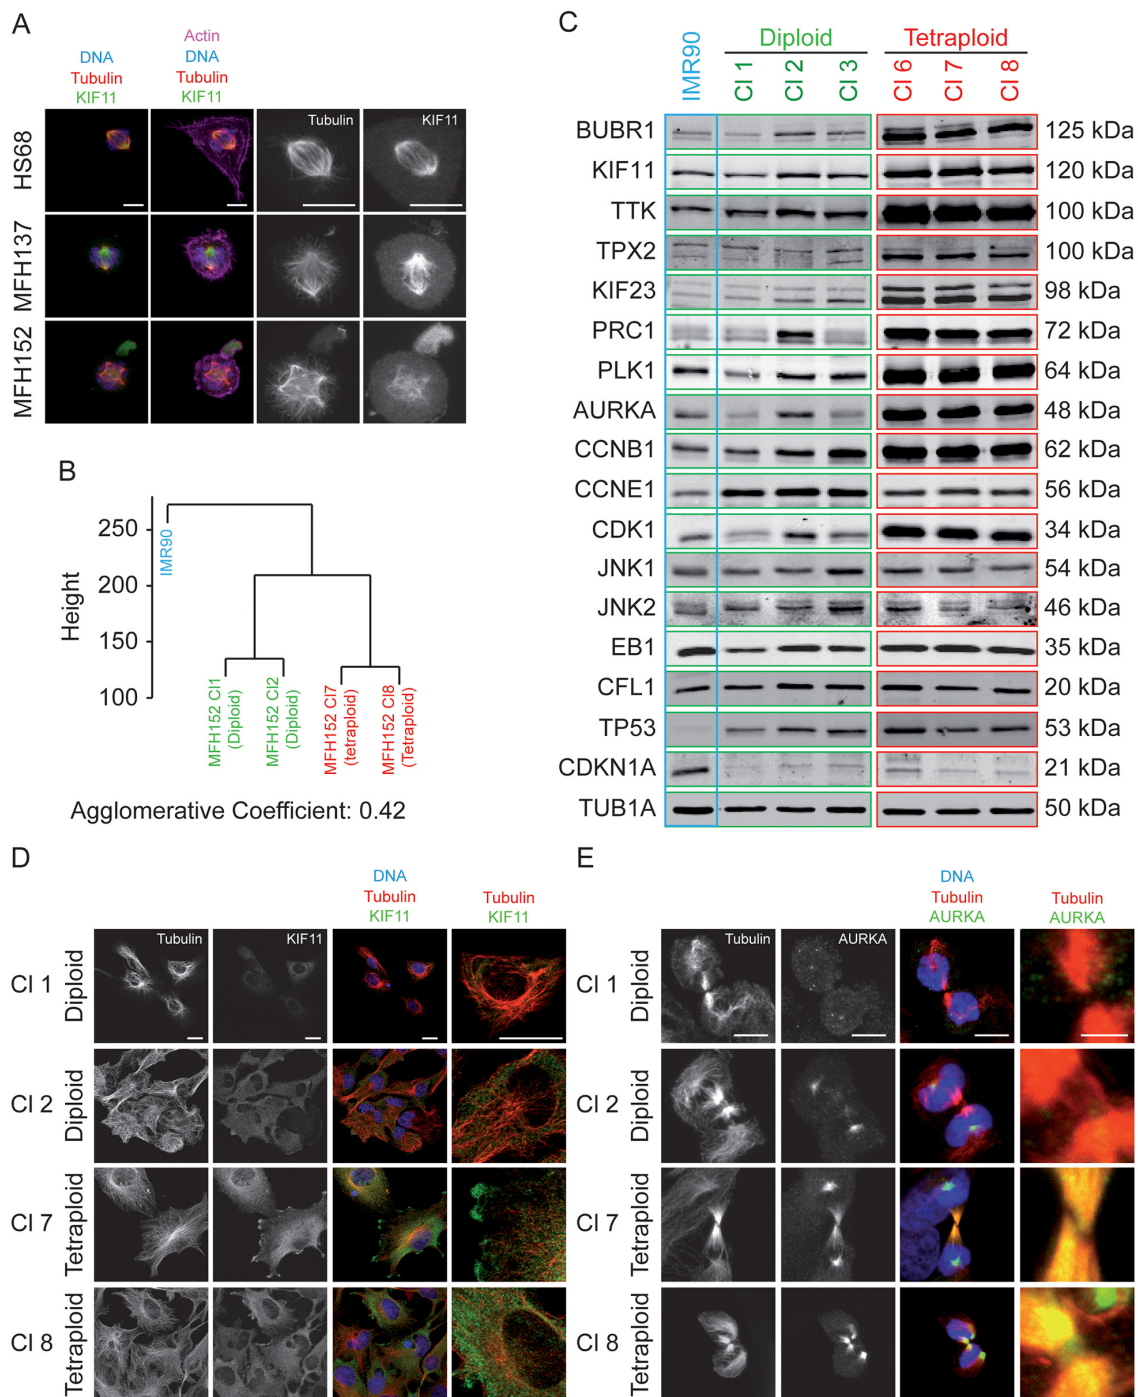 A
Actin
DNA DNA
Tubulin Tubulin
KIF11 KIF11
Tubulin KIF11
HS68
MFH137
MFH152
B
Height
250
200
150
100
IMR90
MFH152 Cl1
(Diploid)
MFH152 Cl2
(Diploid)
MFH152 Cl7
(tetraploid)
MFH152 Cl8
(Tetraploid)
Agglomerative Coefficient: 0.42
C
Diploid Tetraploid
IMR90 Cl 1 Cl 2 Cl 3 Cl 6 Cl 7 Cl 8
BUBR1 125 kDa
KIF11 120 kDa
TTK 100 kDa
TPX2 100 kDa
KIF23 98 kDa
PRC1 72 kDa
PLK1 64 kDa
AURKA 48 kDa
CCNB1 62 kDa
CCNE1 56 kDa
CDK1 34 kDa
JNK1 54 kDa
JNK2 46 kDa
EB1 35 kDa
CFL1 20 kDa
TP53 53 kDa
CDKN1A 21 kDa
TUB1A 50 kDa
D
DNA
Tubulin Tubulin
KIF11 KIF11
Tubulin KIF11
Cl 1 Diploid
Cl 2 Diploid
Cl 7 Tetraploid
Cl 8 Tetraploid
E
DNA
Tubulin Tubulin
AURKA AURKA
Tubulin AURKA
Cl 1 Diploid
Cl 2 Diploid
Cl 7 Tetraploid
Cl 8 Tetraploid